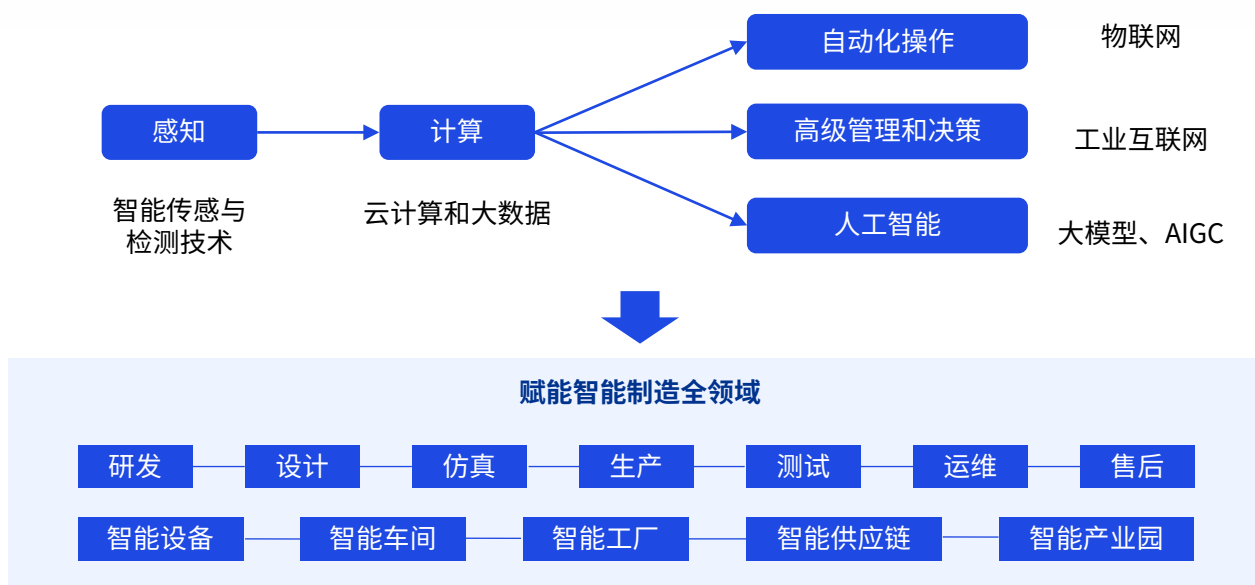 自动化操作
物联网
感知
计算
高级管理和决策
工业互联网
智能传感与
检测技术
云计算和大数据
人工智能
大模型、AIGC
赋能智能制造全领域
研发
设计
仿真
生产
测试
运维
售后
智能设备
智能车间
智能工厂
智能供应链
智能产业园